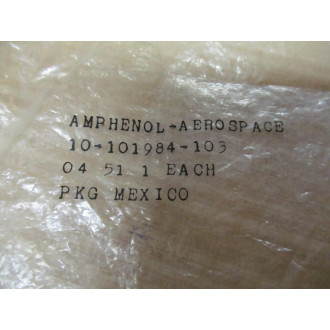 AMPHENOL-AEROSPACE
10-101984-103
04 51 1 EACH
PKG MEXICO